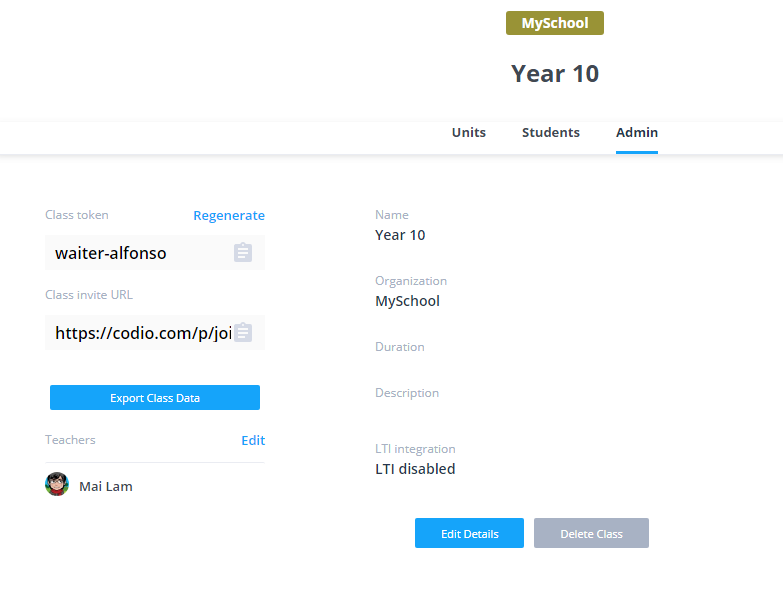 MySchool
Year 10
Units Students Admin
Class token Regenerate
waiter-alfonso
Class invite URL
https://codio.com/p/joi
Export Class Data
Teachers Edit
Mai Lam
Name
Year 10
Organization
MySchool
Duration
Description
LTI integration
LTI disabled
Edit Details Delete Class